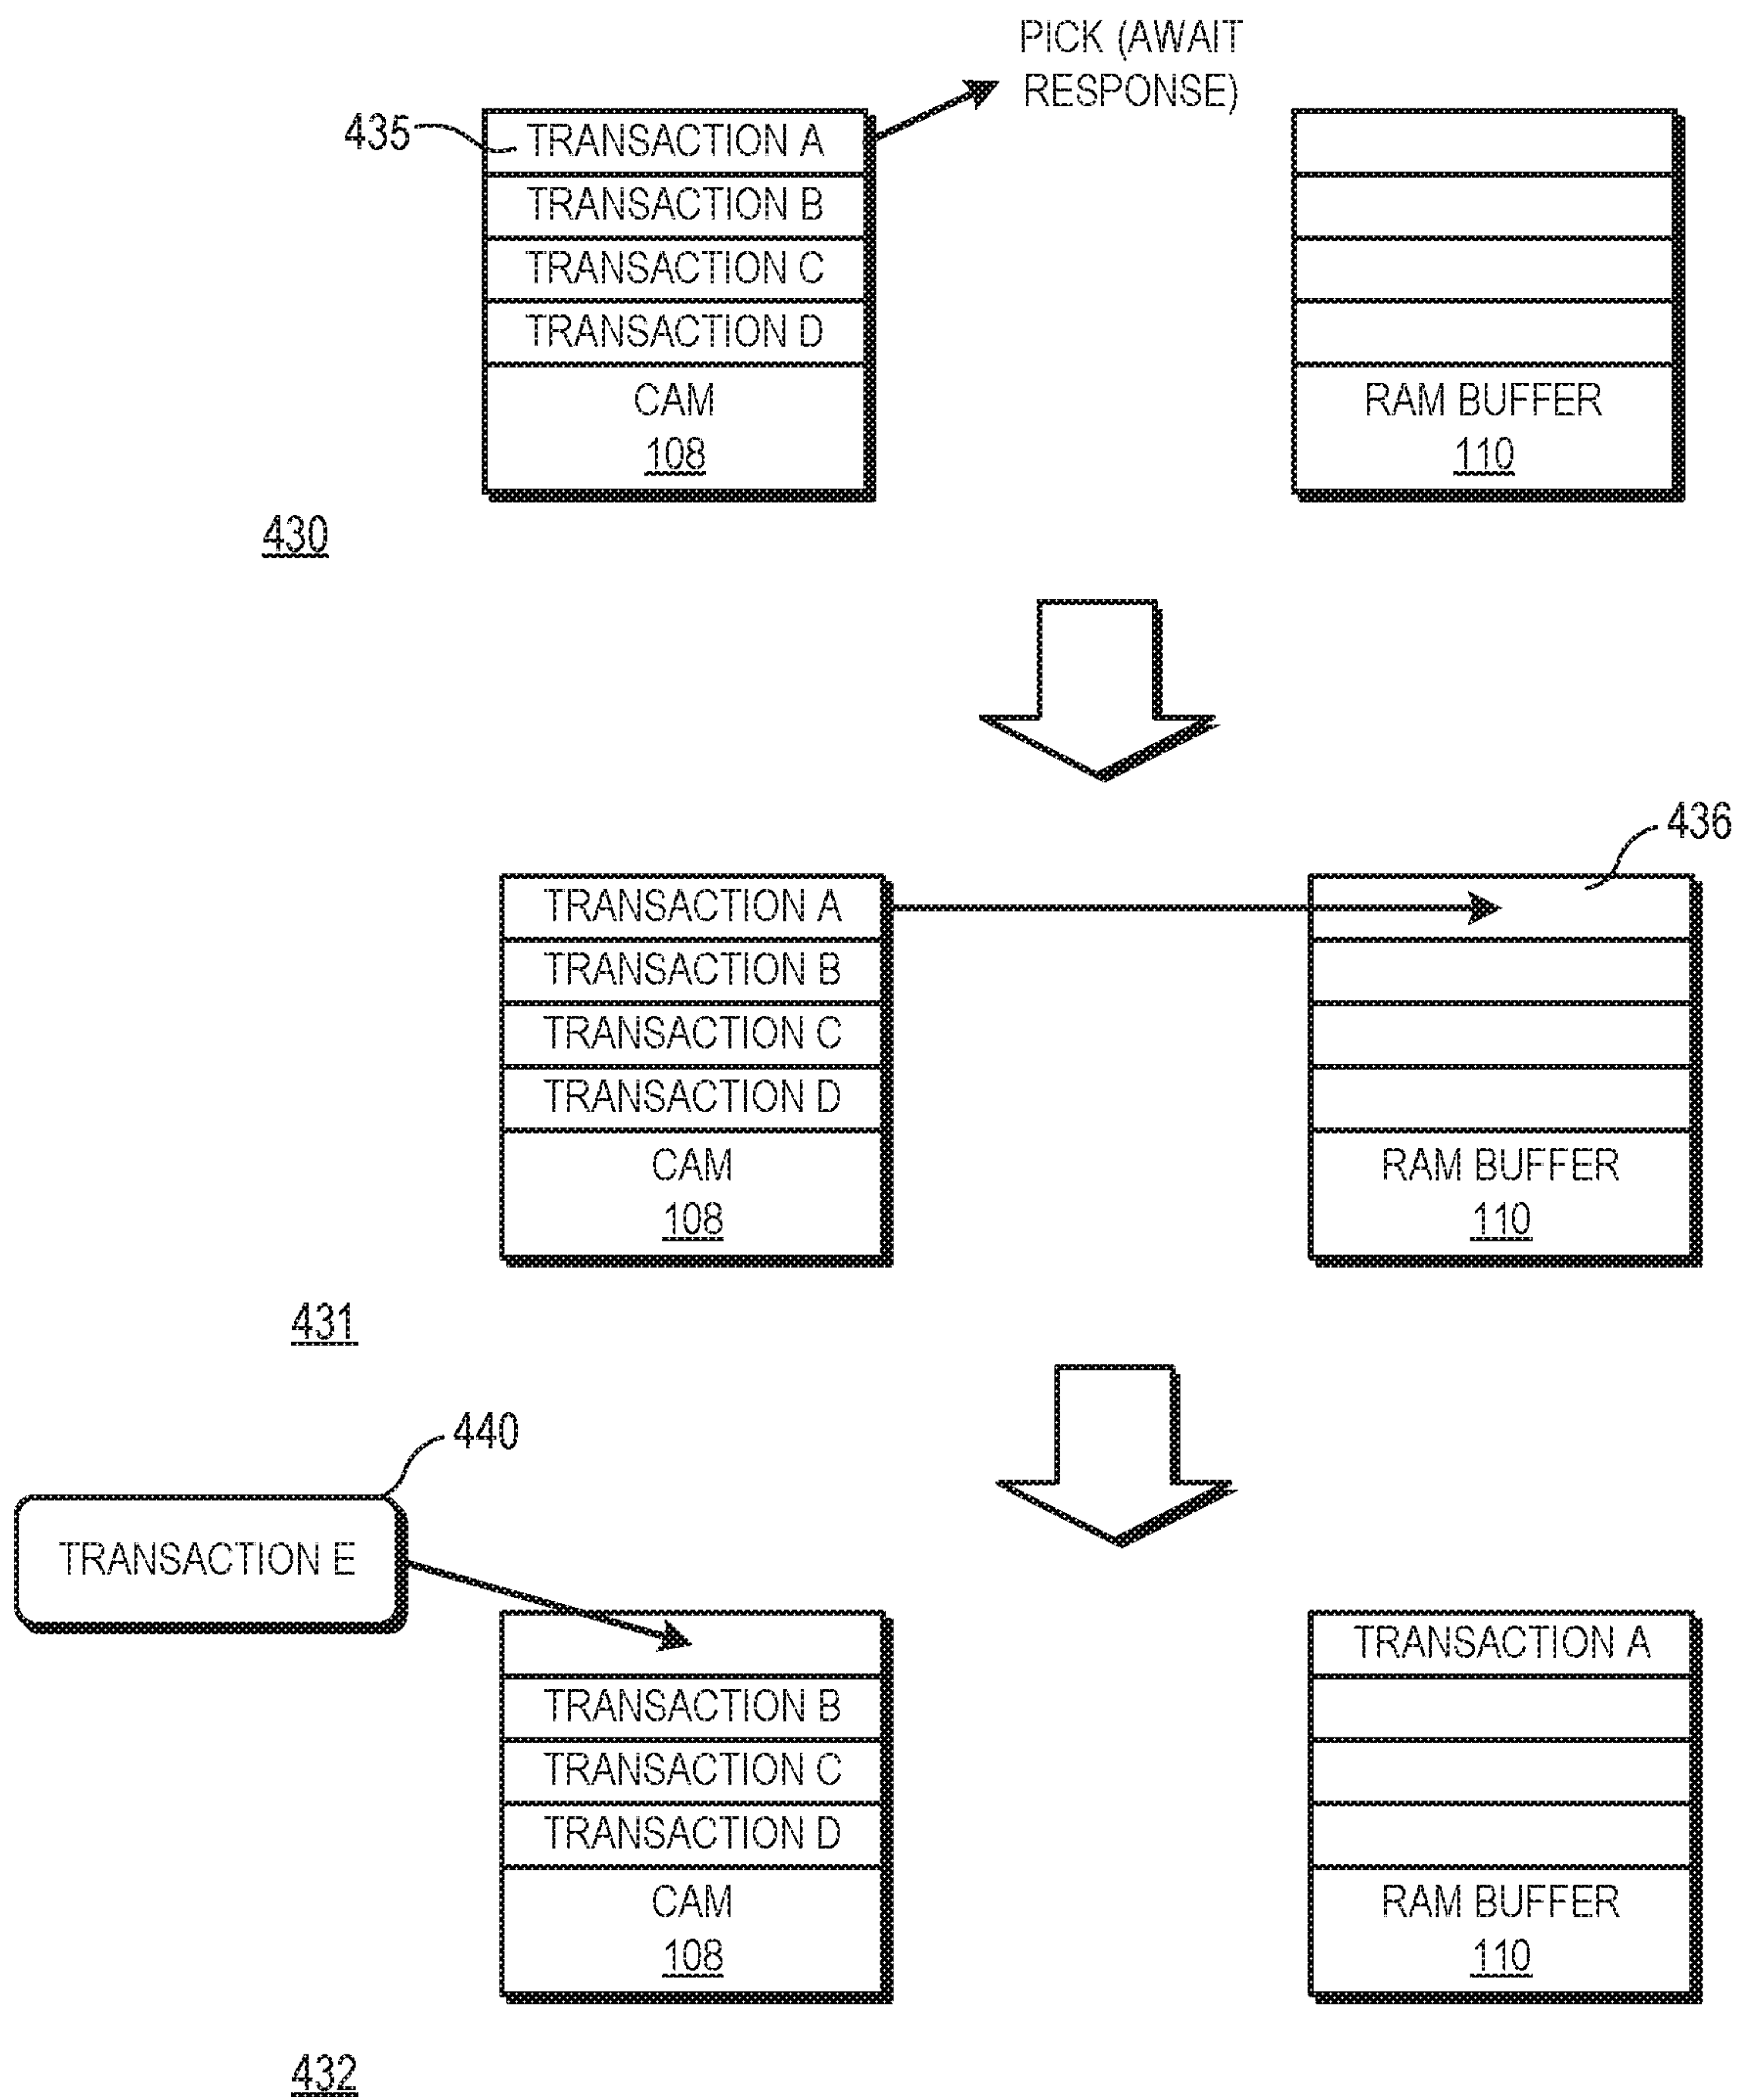 PICK (AWAIT
RESPONSE)
435
TRANSACTION A
TRANSACTION B
TRANSACTION C
TRANSACTION D
CAM
108
RAM BUFFER
110
430
436
TRANSACTION A
TRANSACTION B
TRANSACTION C
TRANSACTION D
CAM
108
RAM BUFFER
110
431
440
TRANSACTION E
TRANSACTION B
TRANSACTION C
TRANSACTION D
CAM
108
TRANSACTION A
RAM BUFFER
110
432